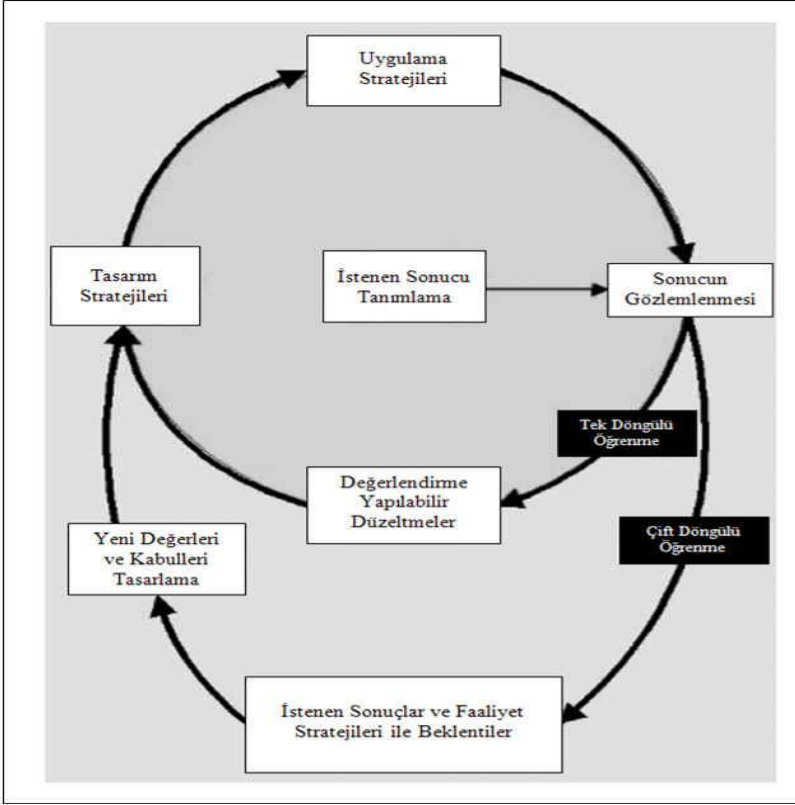 Uygulama
Stratejileri
Tasarım
Stratejileri
İstenen Sonucu
Tanımlama
Sonucun
Gözlemlenmesi
Tek Döngülü
Öğrenme
Değerlendirme
Yapılabilir
Düzeltmeler
Çift Döngülü
Öğrenme
Yeni Değerleri
ve Kabulleri
Tasarlama
İstenen Sonuçlar ve Faaliyet
Stratejileri ile Beklentiler